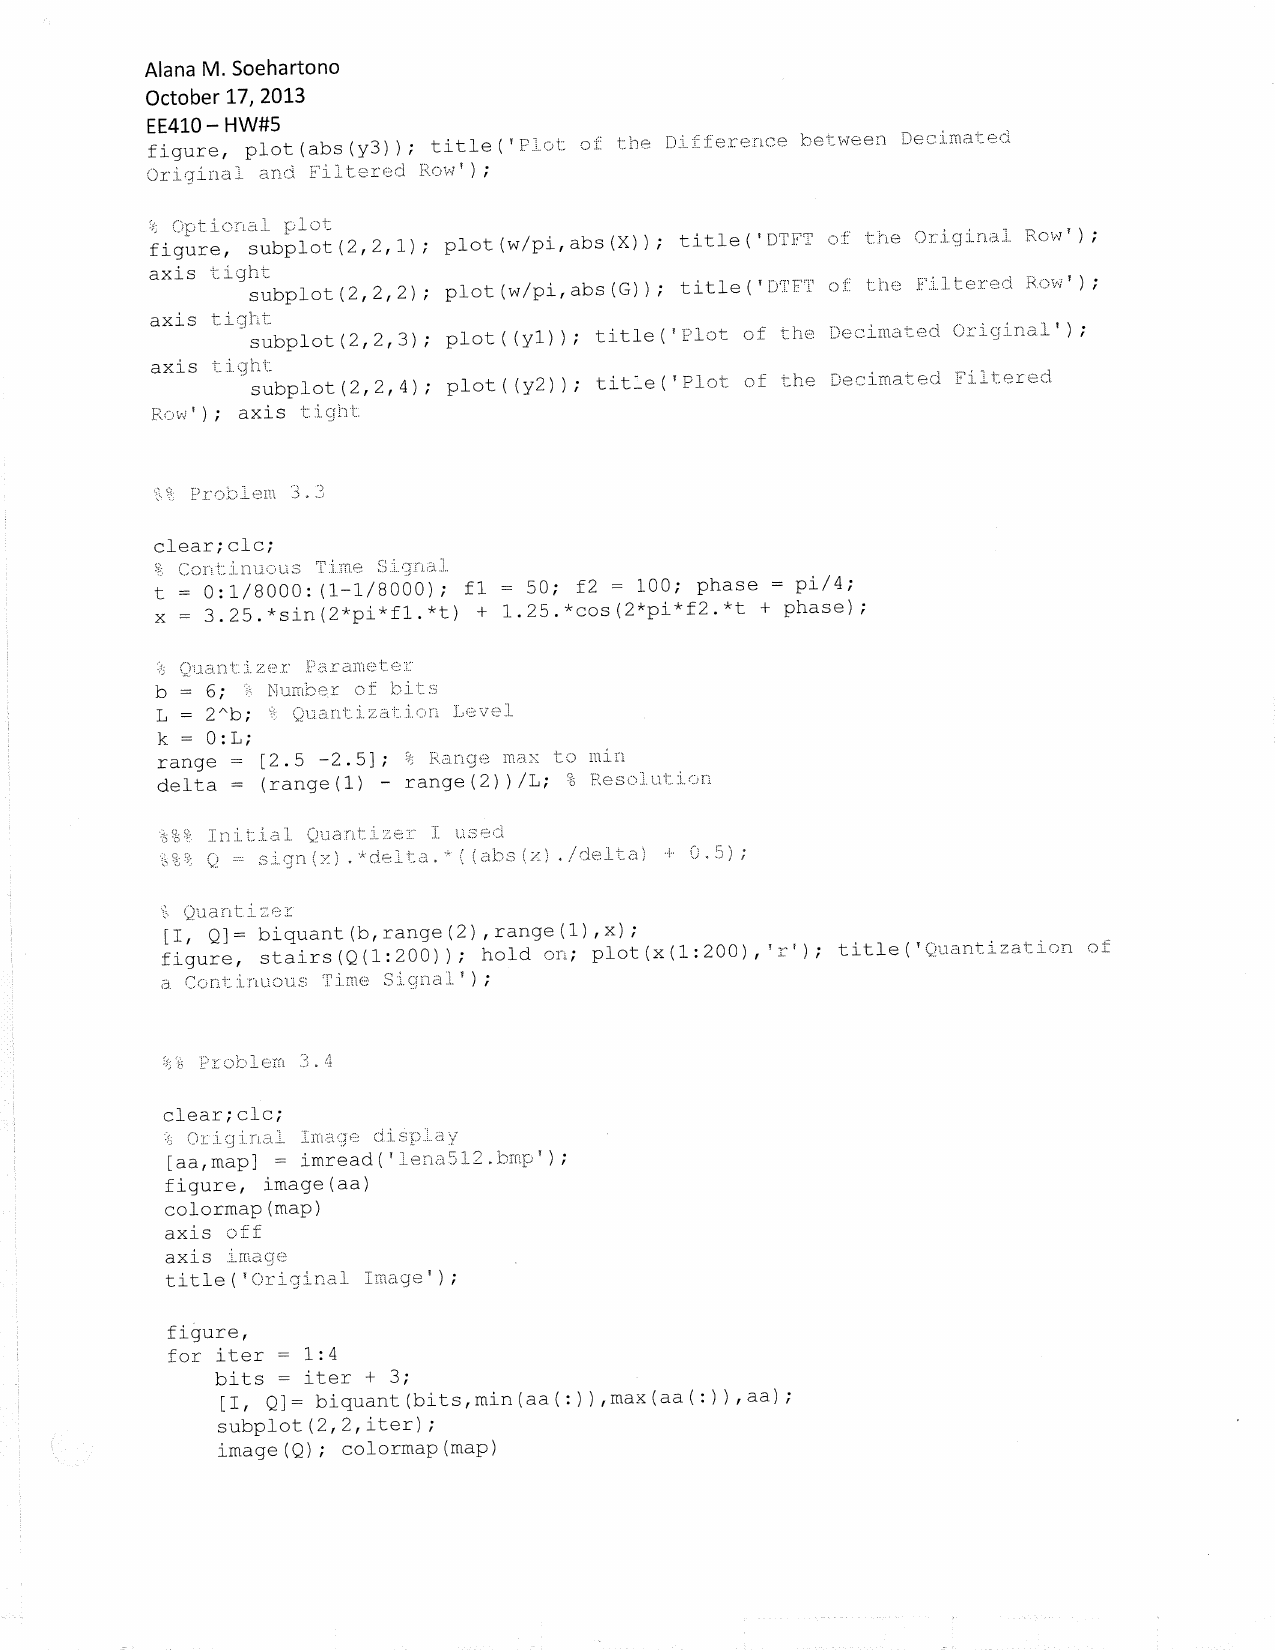 Alana M. Soehartono
October 17, 2013
EE410 – HW#5
figure, plot(abs(y3)); title('Plot of the Difference between Decimated
Original and Filtered Row');
% Optional plot
figure, subplot(2,2,1); plot(w/pi,abs(X)); title('DTFT of the Original Row');
axis tight
subplot(2,2,2); plot(w/pi,abs(G)); title('DTFT of the Filtered Row');
axis tight
subplot(2,2,3); plot((y1)); title('Plot of the Decimated Original');
axis tight
subplot(2,2,4); plot((y2)); title('Plot of the Decimated Filtered
Row'); axis tight
%% Problem 3.3
clear;clc;
% Continuous Time Signal
t = 0:1/8000:(1-1/8000); f1 = 50; f2 = 100; phase = pi/4;
x = 3.25.*sin(2*pi*f1.*t) + 1.25.*cos(2*pi*f2.*t + phase);
% Quantizer Parameter
b = 6; % Number of bits
L = 2^b; % Quantization Level
k = 0:L;
range = [2.5 -2.5]; % Range max to min
delta = (range(1) - range(2))/L; % Resolution
%%% Initial Quantizer I used
%%% Q = sign(x).*delta.*((abs(x)./delta) + 0.5);
% Quantizer
[I, Q]= biquant(b,range(2),range(1),x);
figure, stairs(Q(1:200)); hold on; plot(x(1:200),'r'); title('Quantization of
a Continuous Time Signal');
%% Problem 3.4
clear;clc;
% Original Image display
[aa,map] = imread('lena512.bmp');
figure, image(aa)
colormap(map)
axis off
axis image
title('Original Image');
figure,
for iter = 1:4
bits = iter + 3;
[I, Q]= biquant(bits,min(aa(:)),max(aa(:)),aa);
subplot(2,2,iter);
image(Q); colormap(map)